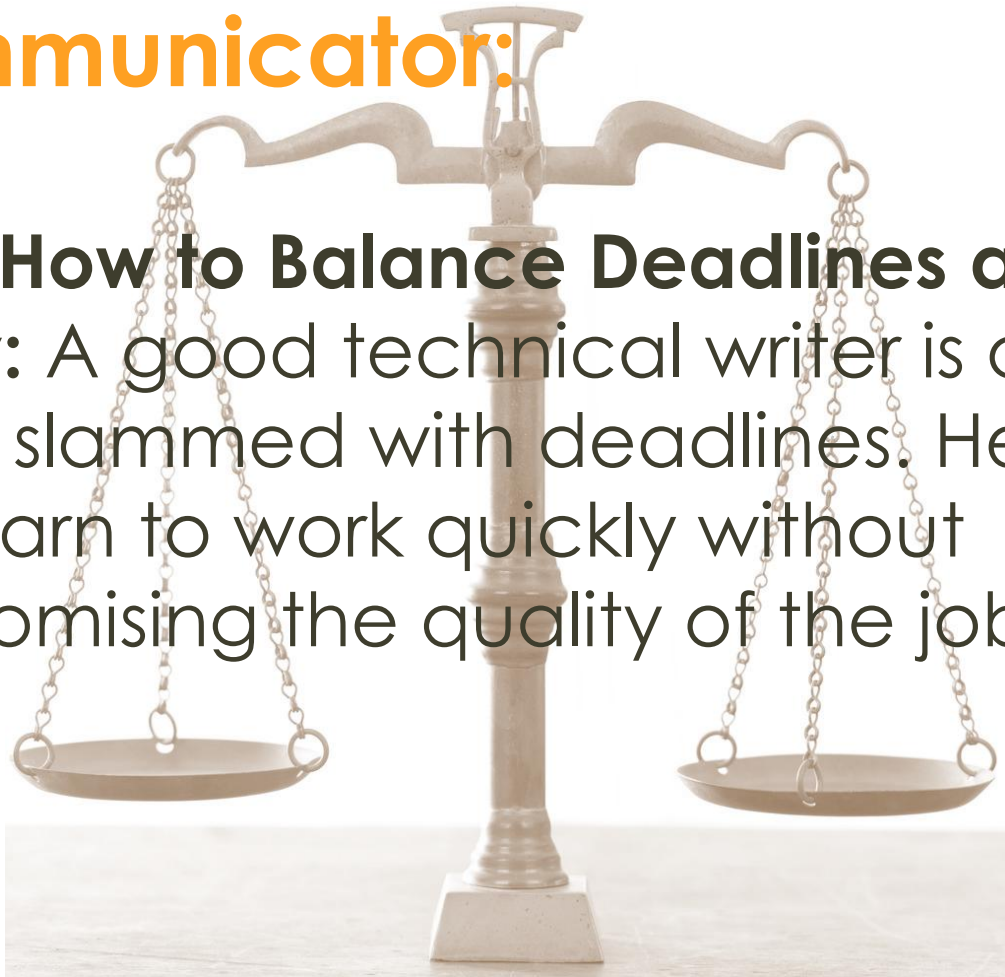 mmunicator:
How to Balance Deadlines a
: A good technical writer is o
slammed with deadlines. He
arn to work quickly without
omising the quality of the job